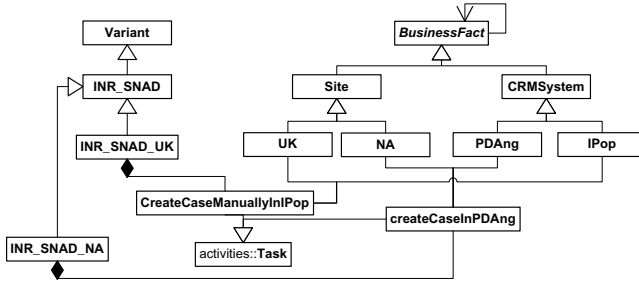 Variant
BusinessFact
INR_SNAD
Site
CRMSystem
INR_SNAD_UK
UK
NA
PDAng
IPop
CreateCaseManuallyInIPop
createCaseInPDAng
INR_SNAD_NA
activities::Task